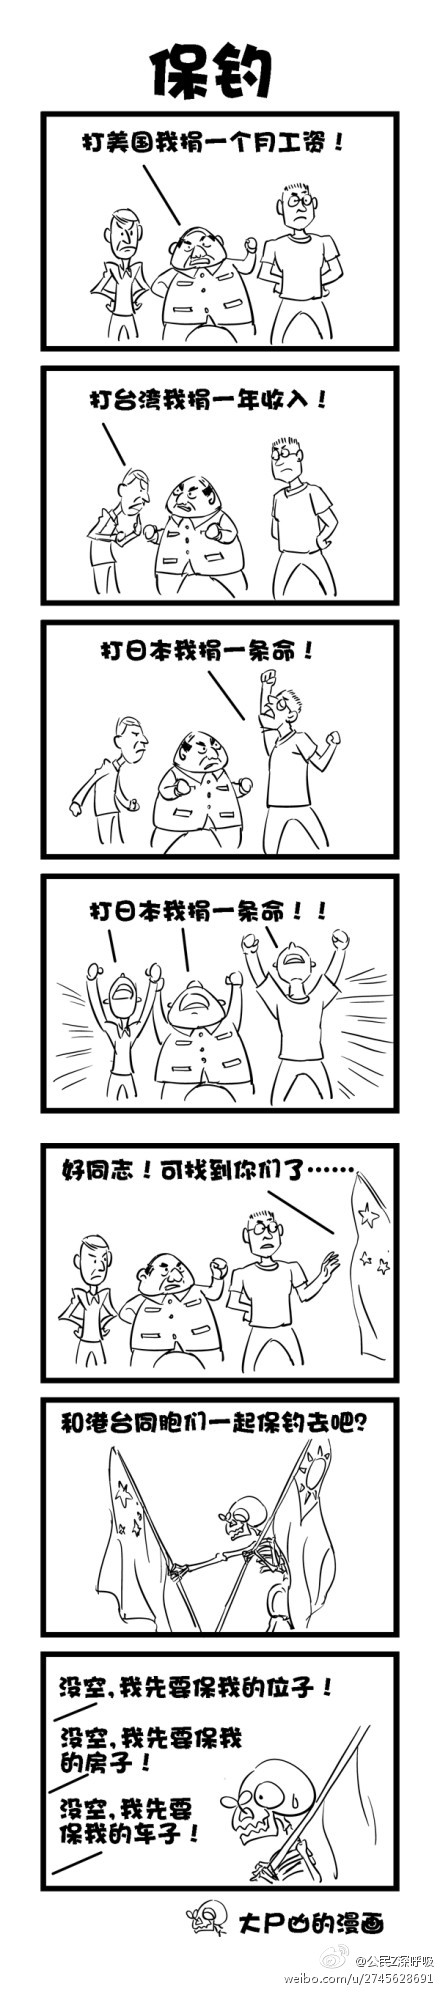 保钓
打美国我捐一个月工资！
打台湾我捐一年收入！
打日本我捐一条命！
打日本我捐一条命！！
好同志！可找到你们了……
和港台同胞们一起保钓去吧？
没空，我先要保我的位子！
没空，我先要保我
的房子！
没空，我先要
保我的车子！
大尸凶的漫画
@公民Z深呼吸
weibo.com/u/2745628691